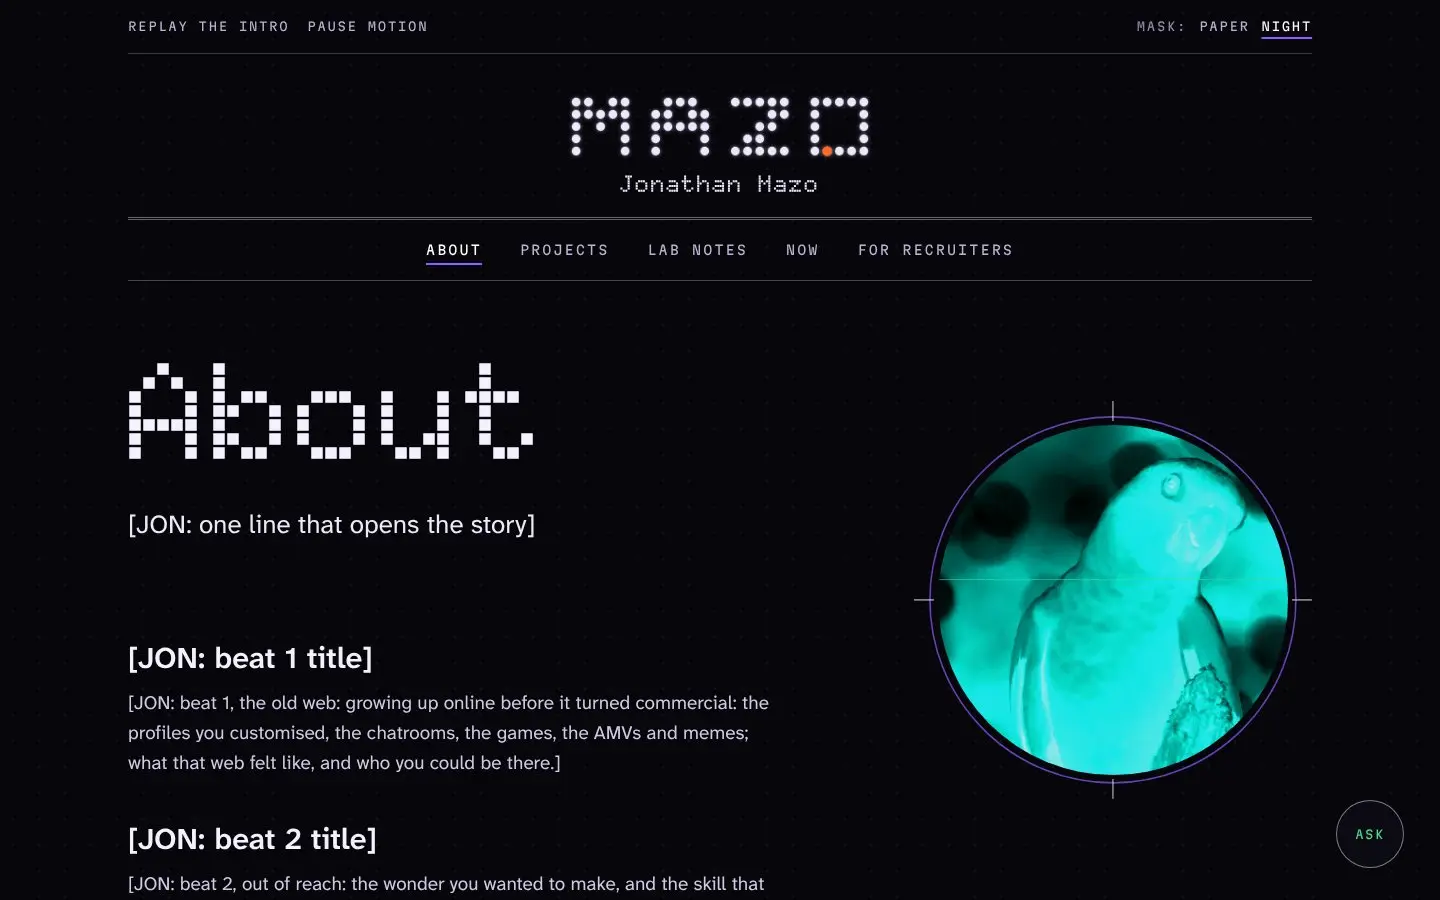 REPLAY THE INTRO PAUSE MOTION
MASK: PAPER NIGHT
MAZO
Jonathan Mazo
ABOUT PROJECTS LAB NOTES NOW FOR RECRUITERS
About
[JON: one line that opens the story]
[JON: beat 1 title]
[JON: beat 1, the old web: growing up online before it turned commercial: the
profiles you customised, the chatrooms, the games, the AMVs and memes;
what that web felt like, and who you could be there.]
[JON: beat 2 title]
[JON: beat 2, out of reach: the wonder you wanted to make, and the skill that
ASK